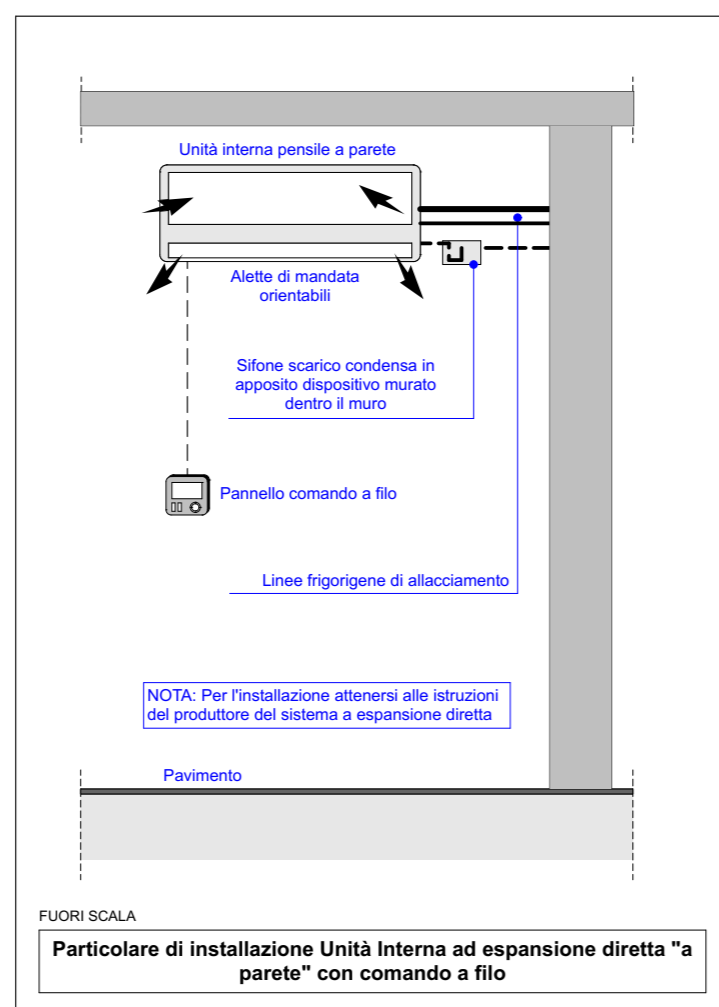 Unità interna pensile a parete
Alette di mandata
orientabili
Sifone scarico condensa in
apposito dispositivo murato
dentro il muro
Pannello comando a filo
Linee frigorigene di allacciamento
NOTA: Per l'installazione attenersi alle istruzioni
del produttore del sistema a espansione diretta
Pavimento
FUORI SCALA
Particolare di installazione Unità Interna ad espansione diretta "a
parete" con comando a filo